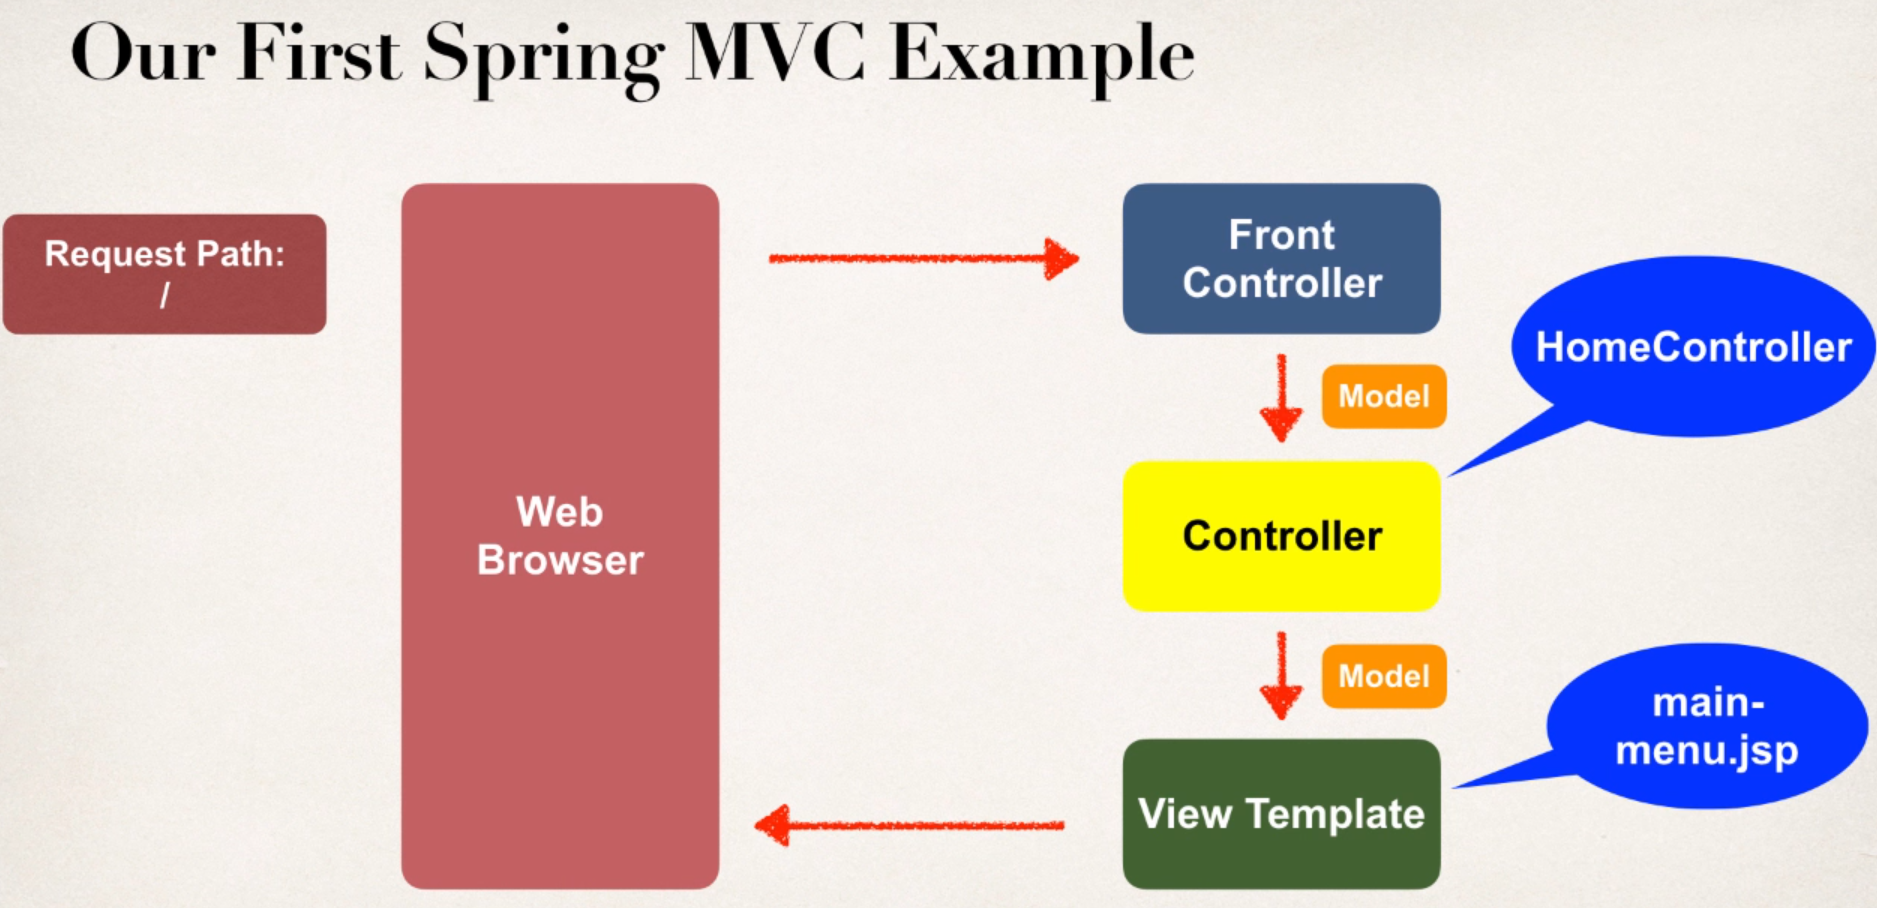 Our First Spring MVC Example
Request Path:
/
Web
Browser
Front
Controller
Model
HomeController
Controller
Model
main-
menu.jsp
View Template